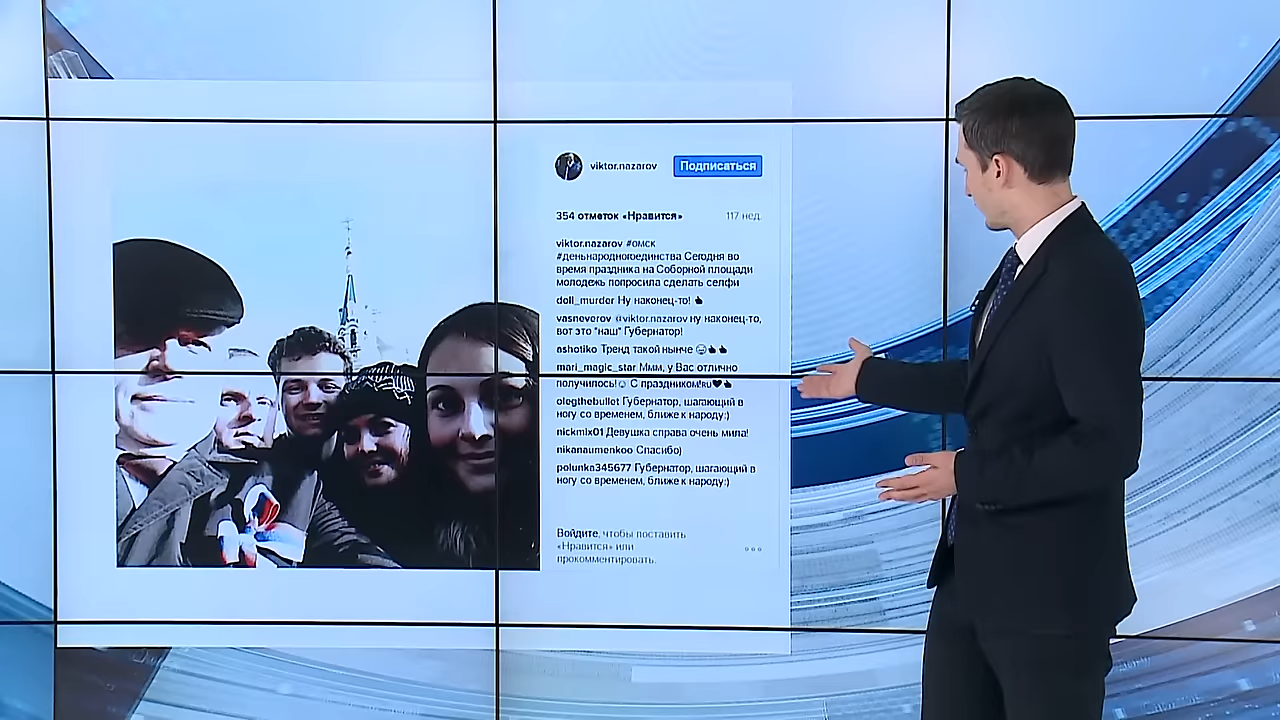 viktor.nazarov Подписаться
354 отметок «Нравится» 117 нед.
viktor.nazarov #омск
#деньнародногоединства Сегодня во
время праздника на Соборной площади
молодежь попросила сделать селфи
doll_murder Ну наконец-то!
vasneverov @viktor.nazarov ну наконец-то,
вот это "наш" Губернатор!
ashotiko Тренд такой нынче
mari_magic_star Ммм, у Вас отлично
получилось! С праздником!
olegthebullet Губернатор, шагающий в
ногу со временем, ближе к народу:)
nickmix01 Девушка справа очень мила!
nikanaumenkoo Спасибо)
polunka345677 Губернатор, шагающий в
ногу со временем, ближе к народу:)
Войдите, чтобы поставить
«Нравится» или
прокомментировать.